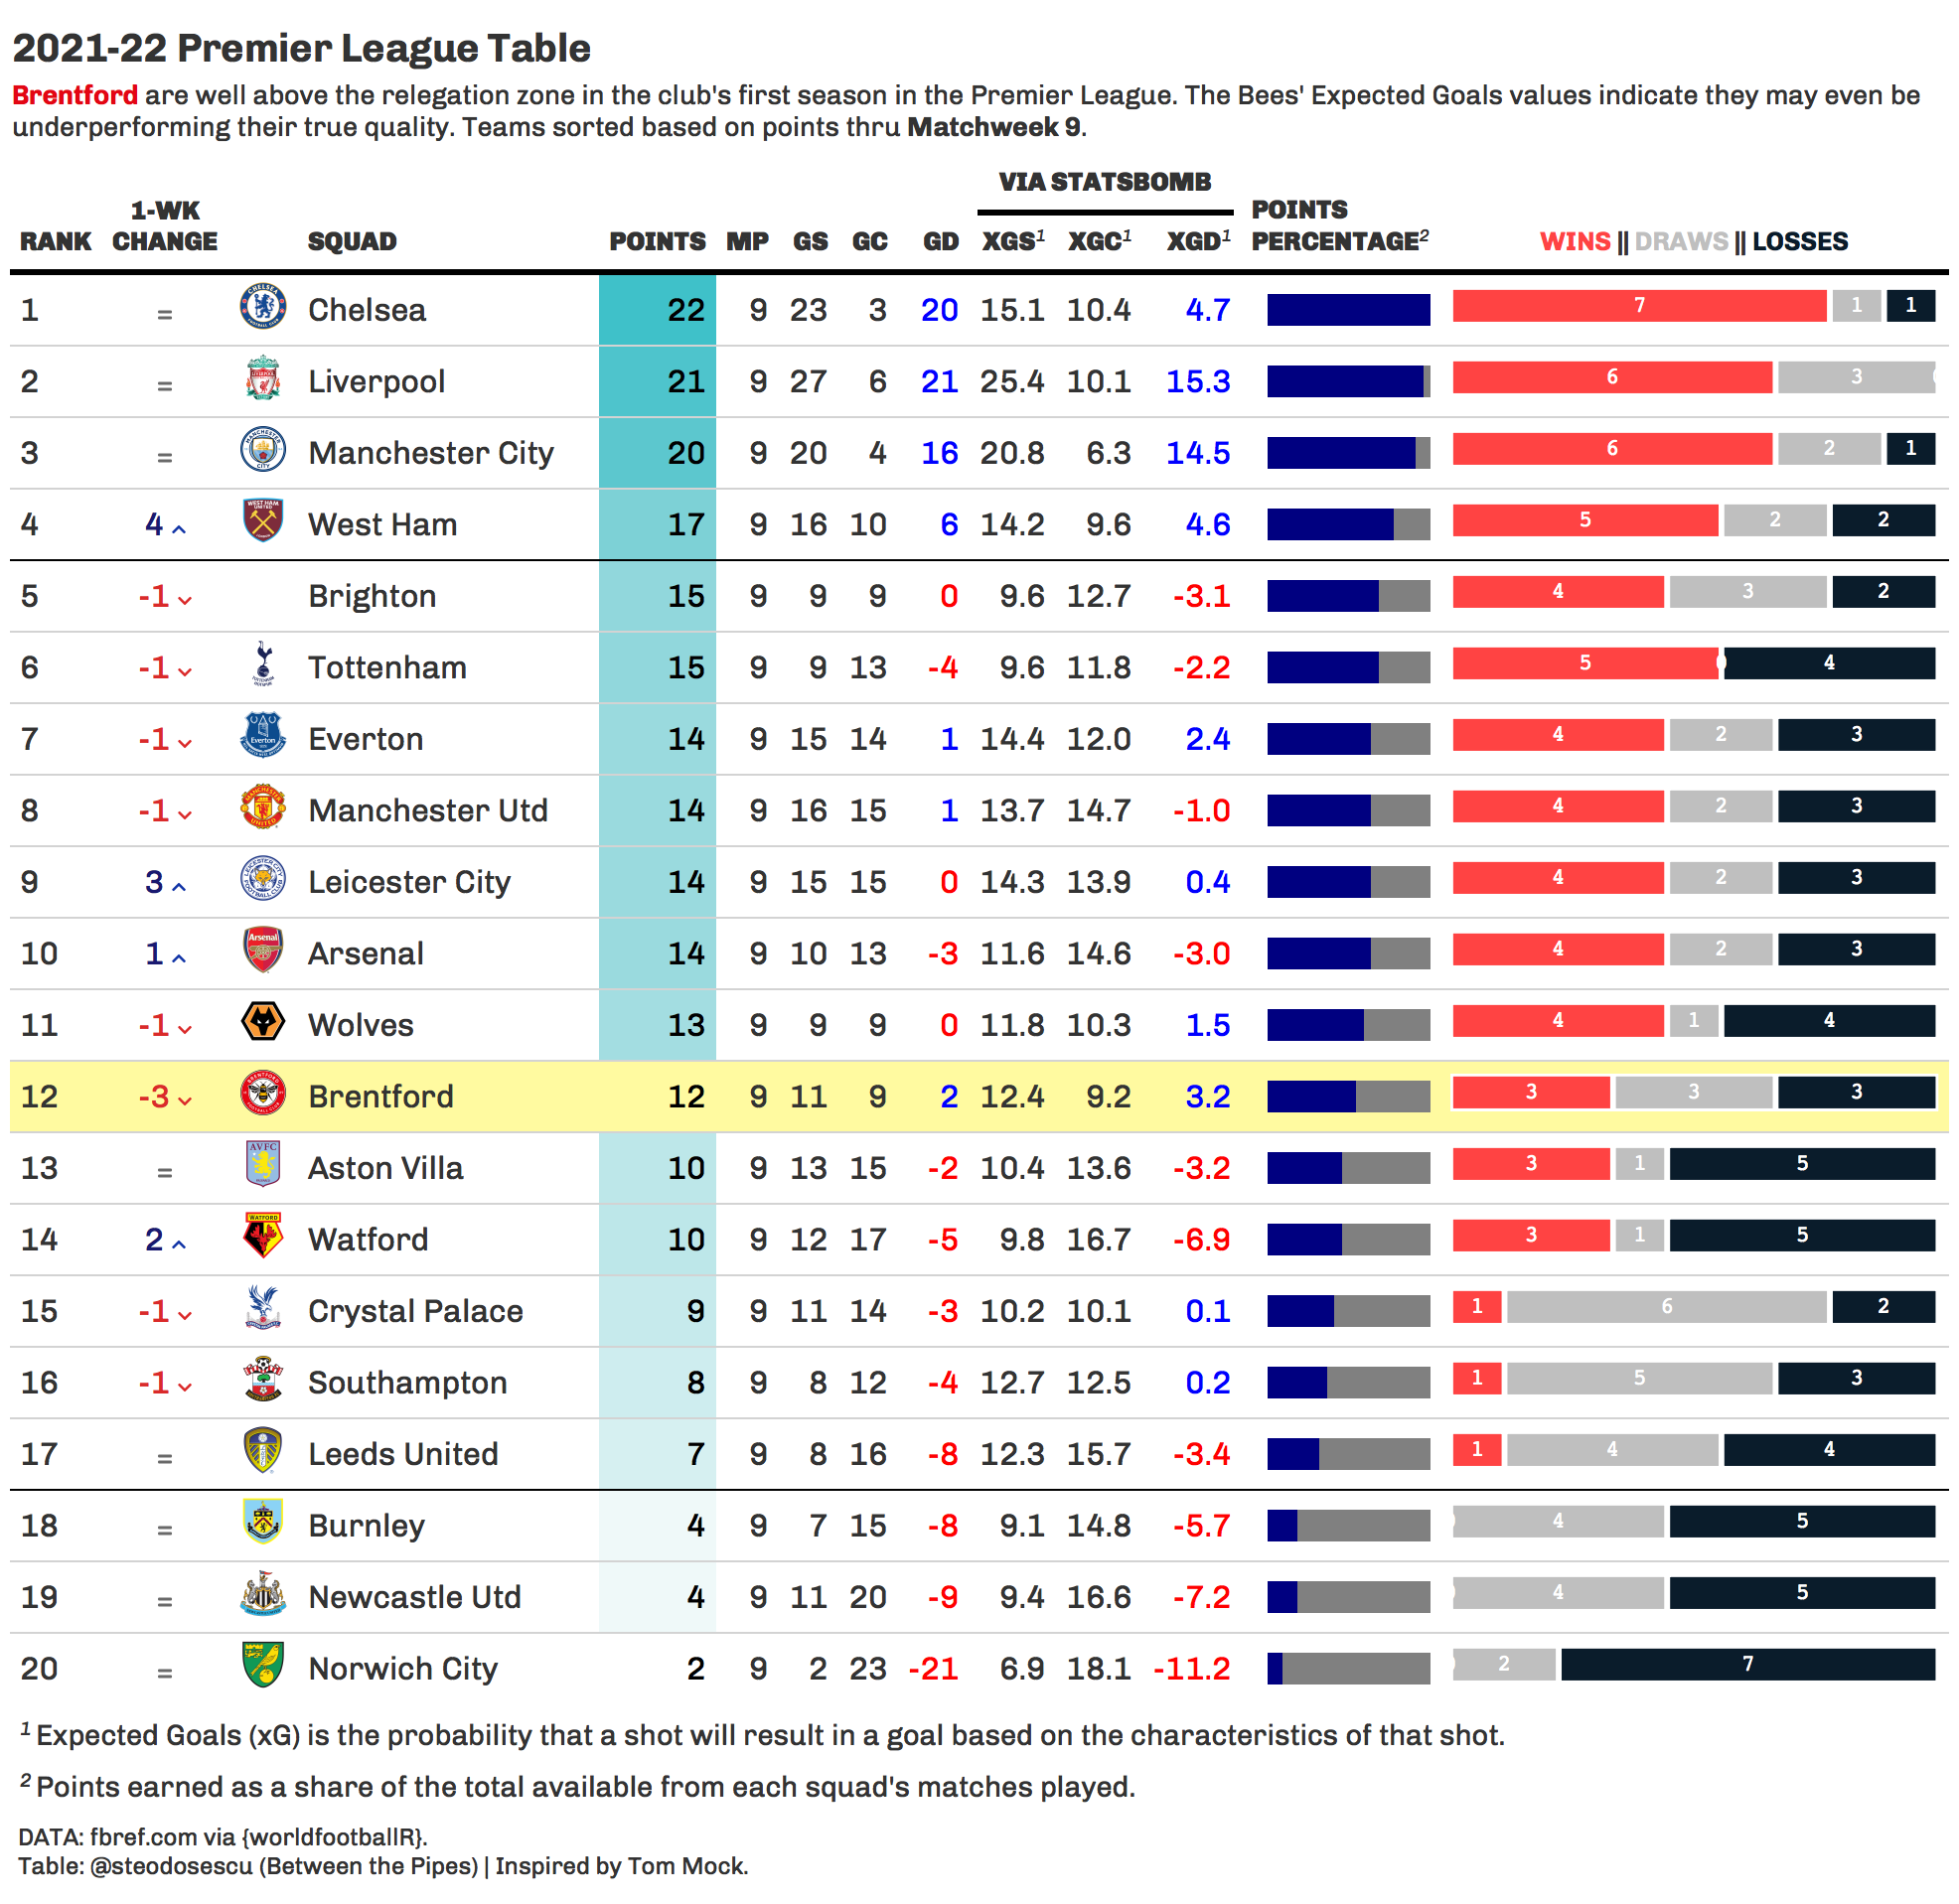 2021-22 Premier League Table
Brentford are well above the relegation zone in the club's first season in the Premier League. The Bees' Expected Goals values indicate they may even be
underperforming their true quality. Teams sorted based on points thru Matchweek 9.
VIA STATSBOMB
RANK 1-WK CHANGE SQUAD POINTS MP GS GC GD XGS¹ XGC¹ XGD¹ POINTS PERCENTAGE² WINS || DRAWS || LOSSES
1 = Chelsea 22 9 23 3 20 15.1 10.4 4.7 7 1 1
2 = Liverpool 21 9 27 6 21 25.4 10.1 15.3 6 3
3 = Manchester City 20 9 20 4 16 20.8 6.3 14.5 6 2 1
4 4 West Ham 17 9 16 10 6 14.2 9.6 4.6 5 2 2
5 -1 Brighton 15 9 9 9 0 9.6 12.7 -3.1 4 3 2
6 -1 Tottenham 15 9 9 13 -4 9.6 11.8 -2.2 5 0 4
7 -1 Everton 14 9 15 14 1 14.4 12.0 2.4 4 2 3
8 -1 Manchester Utd 14 9 16 15 1 13.7 14.7 -1.0 4 2 3
9 3 Leicester City 14 9 15 15 0 14.3 13.9 0.4 4 2 3
10 1 Arsenal 14 9 10 13 -3 11.6 14.6 -3.0 4 2 3
11 -1 Wolves 13 9 9 9 0 11.8 10.3 1.5 4 1 4
12 -3 Brentford 12 9 11 9 2 12.4 9.2 3.2 3 3 3
13 = Aston Villa 10 9 13 15 -2 10.4 13.6 -3.2 3 1 5
14 2 Watford 10 9 12 17 -5 9.8 16.7 -6.9 3 1 5
15 -1 Crystal Palace 9 9 11 14 -3 10.2 10.1 0.1 1 6 2
16 -1 Southampton 8 9 8 12 -4 12.7 12.5 0.2 1 5 3
17 = Leeds United 7 9 8 16 -8 12.3 15.7 -3.4 1 4 4
18 = Burnley 4 9 7 15 -8 9.1 14.8 -5.7 4 5
19 = Newcastle Utd 4 9 11 20 -9 9.4 16.6 -7.2 4 5
20 = Norwich City 2 9 2 23 -21 6.9 18.1 -11.2 2 7
¹ Expected Goals (xG) is the probability that a shot will result in a goal based on the characteristics of that shot.
² Points earned as a share of the total available from each squad's matches played.
DATA: fbref.com via {worldfootballR}.
Table: @steodosescu (Between the Pipes) | Inspired by Tom Mock.